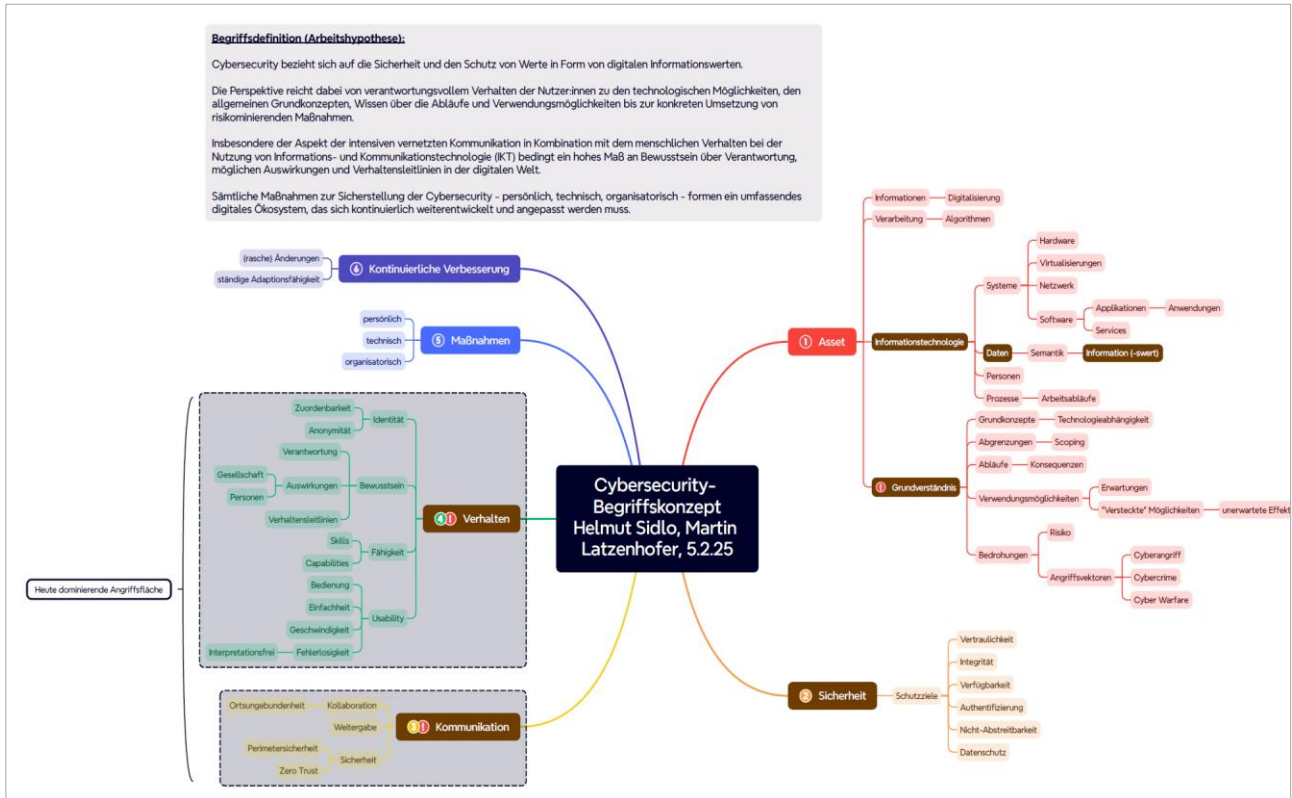 Begriffsdefinition (Arbeitshypothese):
Cybersecurity bezieht sich auf die Sicherheit und den Schutz von Werte in Form von digitalen Informationswerten.
Die Perspektive reicht dabei von verantwortungsvollem Verhalten der Nutzer:innen zu den technologischen Möglichkeiten, den
allgemeinen Grundkonzepten, Wissen über die Abläufe und Verwendungsmöglichkeiten bis zur konkreten Umsetzung von
risikominierenden Maßnahmen.
Insbesondere der Aspekt der intensiven vernetzten Kommunikation in Kombination mit dem menschlichen Verhalten bei der
Nutzung von Informations- und Kommunikationstechnologie (IKT) bedingt ein hohes Maß an Bewusstsein über Verantwortung,
möglichen Auswirkungen und Verhaltensleitlinien in der digitalen Welt.
Sämtliche Maßnahmen zur Sicherstellung der Cybersecurity - persönlich, technisch, organisatorisch - formen ein umfassendes
digitales Ökosystem, das sich kontinuierlich weiterentwickelt und angepasst werden muss.
Cybersecurity-
Begriffskonzept
Helmut Sidlo, Martin
Latzenhofer, 5.2.25
1 Asset
Informationen
Digitalisierung
Verarbeitung
Algorithmen
Informationstechnologie
Systeme
Hardware
Virtualisierungen
Netzwerk
Software
Applikationen
Anwendungen
Services
Daten
Semantik
Information (-swert)
Personen
Prozesse
Arbeitsabläufe
! Grundverständnis
Grundkonzepte
Technologieabhängigkeit
Abgrenzungen
Scoping
Abläufe
Konsequenzen
Verwendungsmöglichkeiten
Erwartungen
"Versteckte" Möglichkeiten
unerwartete Effekt
Bedrohungen
Risiko
Angriffsvektoren
Cyberangriff
Cybercrime
Cyber Warfare
2 Sicherheit
Schutzziele
Vertraulichkeit
Integrität
Verfügbarkeit
Authentifizierung
Nicht-Abstreitbarkeit
Datenschutz
3 ! Kommunikation
Kollaboration
Ortsungebundenheit
Weitergabe
Sicherheit
Perimetersicherheit
Zero Trust
4 ! Verhalten
Identität
Zuordenbarkeit
Anonymität
Bewusstsein
Verantwortung
Auswirkungen
Gesellschaft
Personen
Verhaltensleitlinien
Fähigkeit
Skills
Capabilities
Usability
Bedienung
Einfachheit
Geschwindigkeit
Fehlerlosigkeit
Interpretationsfrei
Heute dominierende Angriffsfläche
5 Maßnahmen
persönlich
technisch
organisatorisch
6 Kontinuierliche Verbesserung
(rasche) Änderungen
ständige Adaptionsfähigkeit